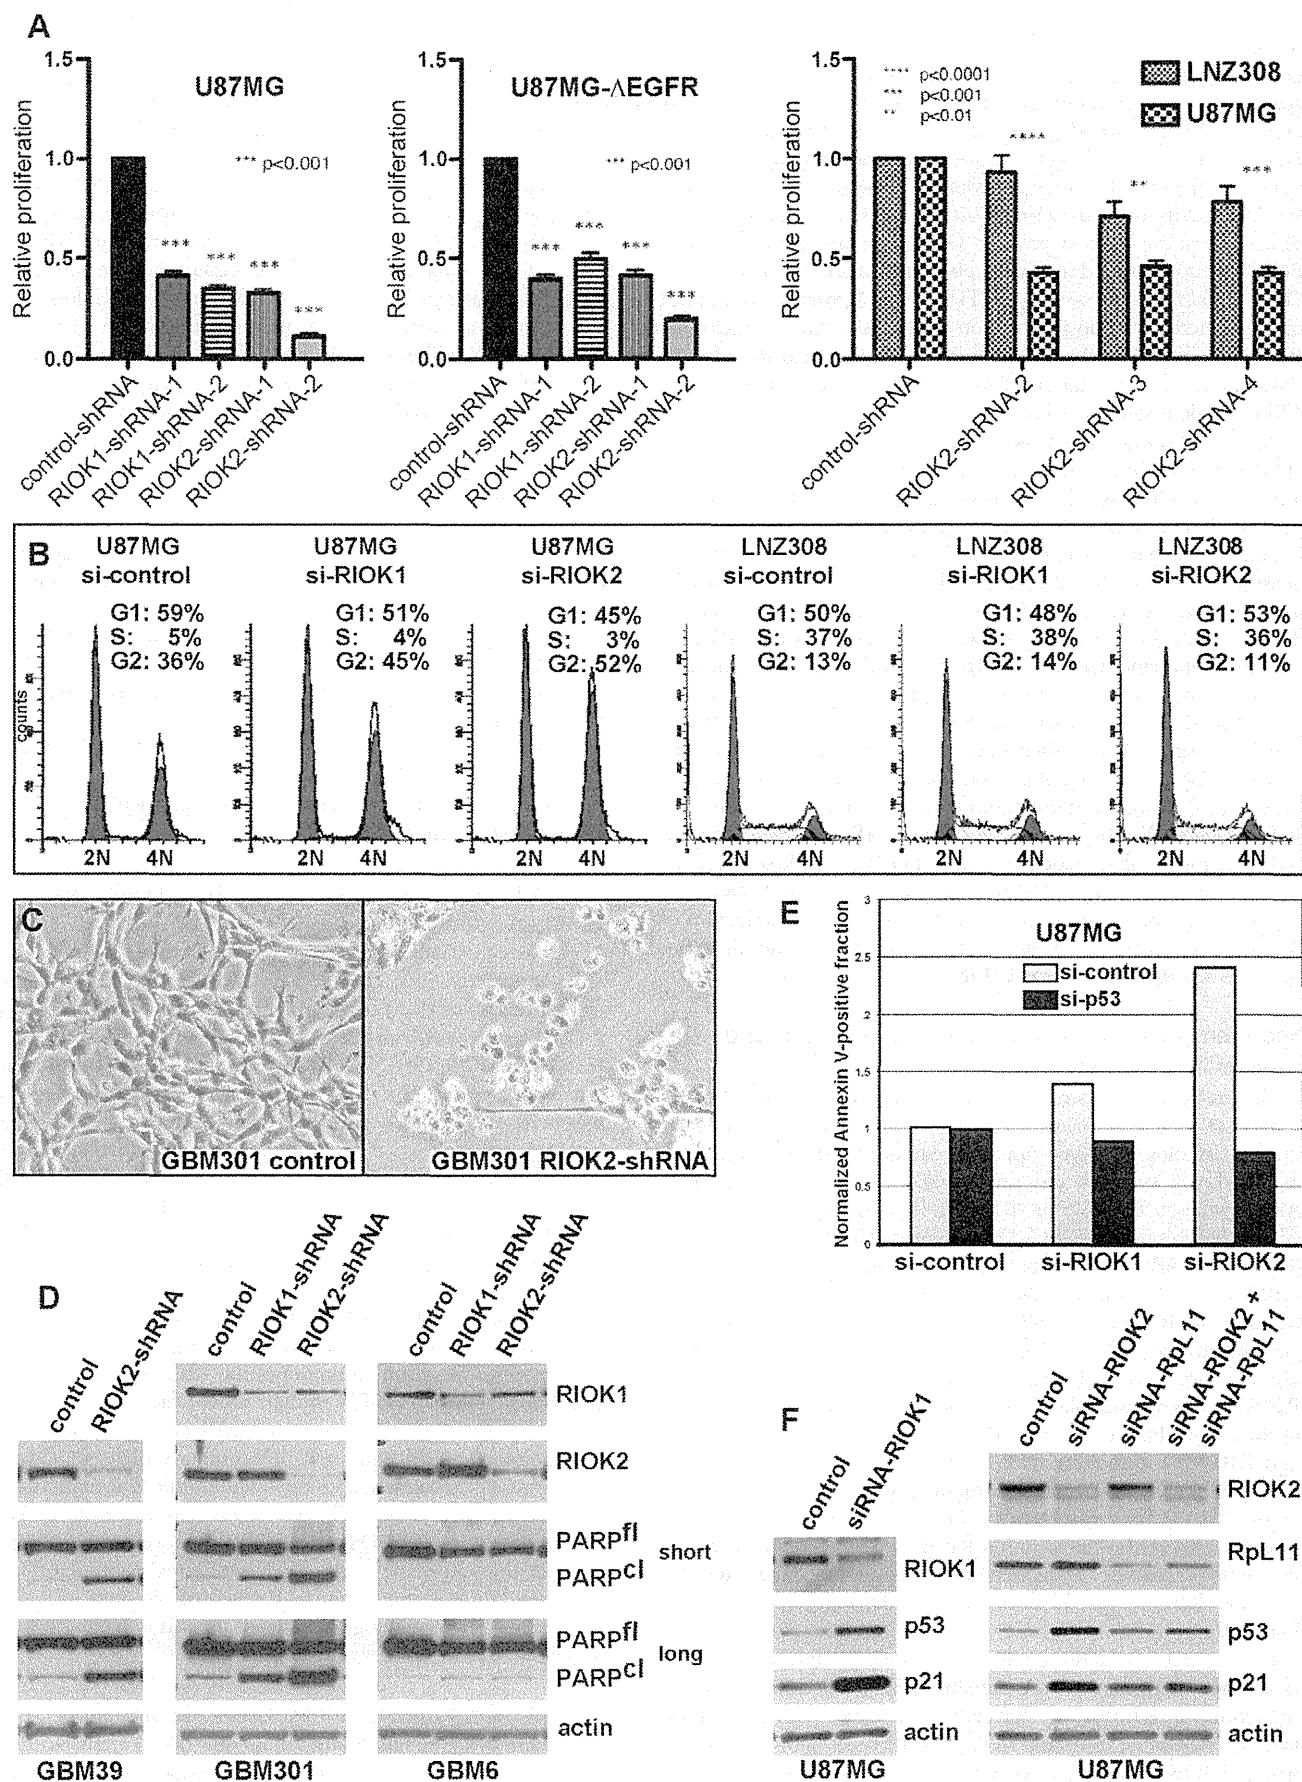 A
1.5
1.0
0.5
0.0
Relative proliferation
U87MG
*** p<0.001
***
***
***
***
control-shRNA
RIOK1-shRNA-1
RIOK1-shRNA-2
RIOK2-shRNA-1
RIOK2-shRNA-2
1.5
1.0
0.5
0.0
Relative proliferation
U87MG-ΛEGFR
*** p<0.001
***
***
***
***
control-shRNA
RIOK1-shRNA-1
RIOK1-shRNA-2
RIOK2-shRNA-1
RIOK2-shRNA-2
1.5
1.0
0.5
0.0
Relative proliferation
**** p<0.0001
*** p<0.001
** p<0.01
LNZ308
U87MG
****
**
***
control-shRNA
RIOK2-shRNA-2
RIOK2-shRNA-3
RIOK2-shRNA-4
B
U87MG
si-control
G1: 59%
S: 5%
G2: 36%
counts
2N 4N
U87MG
si-RIOK1
G1: 51%
S: 4%
G2: 45%
2N 4N
U87MG
si-RIOK2
G1: 45%
S: 3%
G2: 52%
2N 4N
LNZ308
si-control
G1: 50%
S: 37%
G2: 13%
2N 4N
LNZ308
si-RIOK1
G1: 48%
S: 38%
G2: 14%
2N 4N
LNZ308
si-RIOK2
G1: 53%
S: 36%
G2: 11%
2N 4N
C
GBM301 control
GBM301 RIOK2-shRNA
E
Normalized Annexin V-positive fraction
3
2.5
2
1.5
1
0.5
0
U87MG
si-control
si-p53
si-control
si-RIOK1
si-RIOK2
D
control
RIOK2-shRNA
control
RIOK1-shRNA
RIOK2-shRNA
control
RIOK1-shRNA
RIOK2-shRNA
RIOK1
RIOK2
PARPfl
PARPcl
short
PARPfl
PARPcl
long
actin
GBM39
GBM301
GBM6
F
control
siRNA-RIOK1
RIOK1
p53
p21
actin
U87MG
control
siRNA-RIOK2
siRNA-RpL11
siRNA-RIOK2 +
siRNA-RpL11
RIOK2
RpL11
p53
p21
actin
U87MG